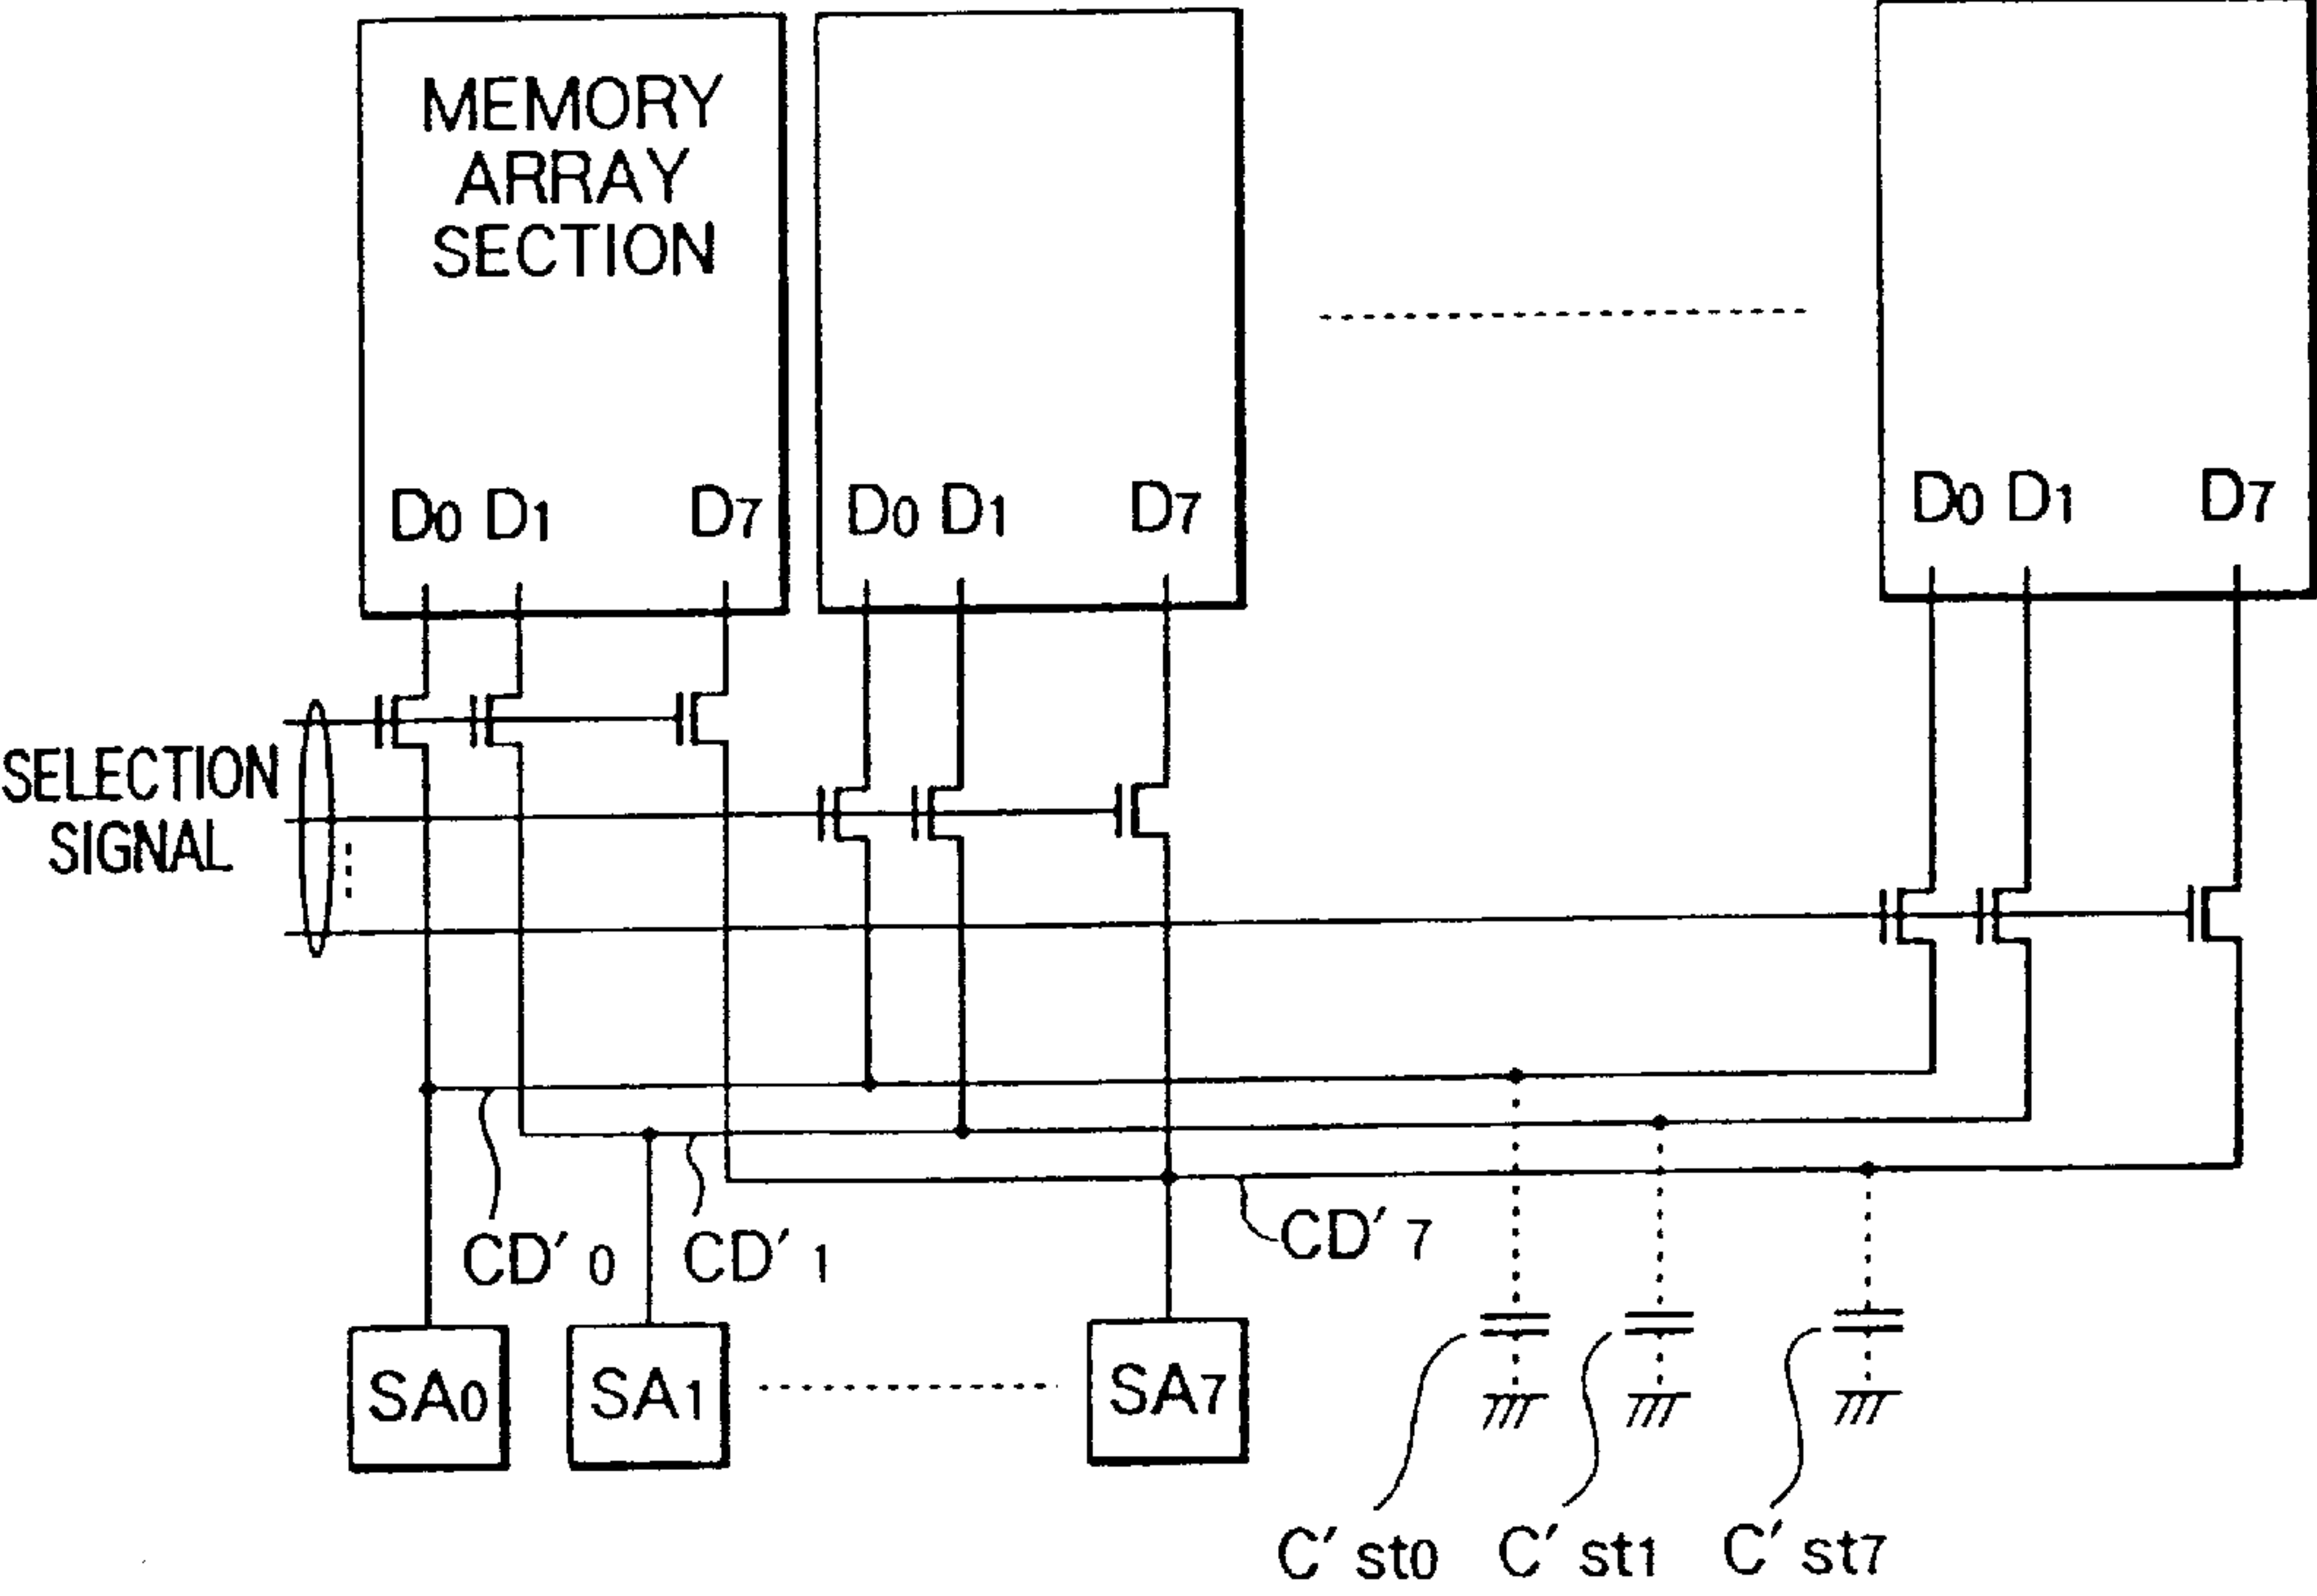 MEMORY
ARRAY
SECTION
D0 D1 D7
D0 D1 D7
D0 D1 D7
SELECTION
SIGNAL
CD'0
CD'1
CD'7
SA0
SA1
SA7
C'st0
C'st1
C'st7